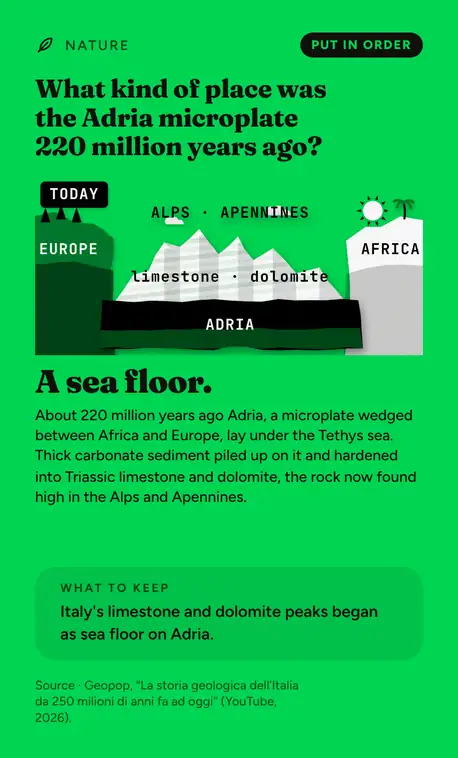 NATURE
PUT IN ORDER
What kind of place was
the Adria microplate
220 million years ago?
TODAY
ALPS · APENNINES
EUROPE
AFRICA
limestone · dolomite
ADRIA
A sea floor.
About 220 million years ago Adria, a microplate wedged
between Africa and Europe, lay under the Tethys sea.
Thick carbonate sediment piled up on it and hardened
into Triassic limestone and dolomite, the rock now found
high in the Alps and Apennines.
WHAT TO KEEP
Italy's limestone and dolomite peaks began
as sea floor on Adria.
Source · Geopop, "La storia geologica dell'Italia
da 250 milioni di anni fa ad oggi" (YouTube,
2026).